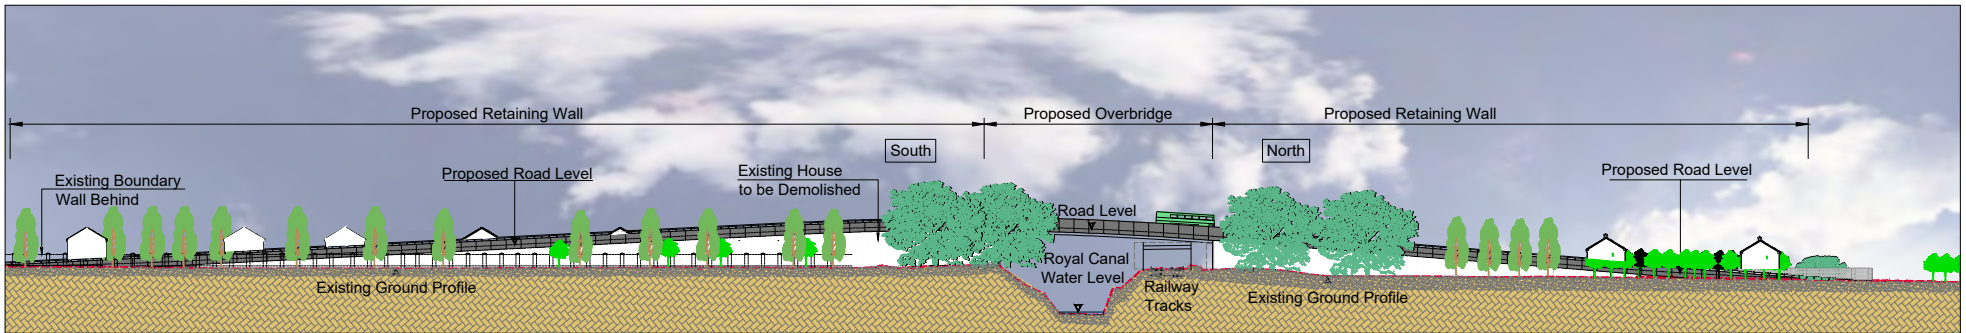 Proposed Retaining Wall
Proposed Overbridge
Proposed Retaining Wall
South
North
Existing Boundary
Wall Behind
Proposed Road Level
Existing House
to be Demolished
Road Level
Proposed Road Level
Royal Canal
Water Level
Railway
Tracks
Existing Ground Profile
Existing Ground Profile